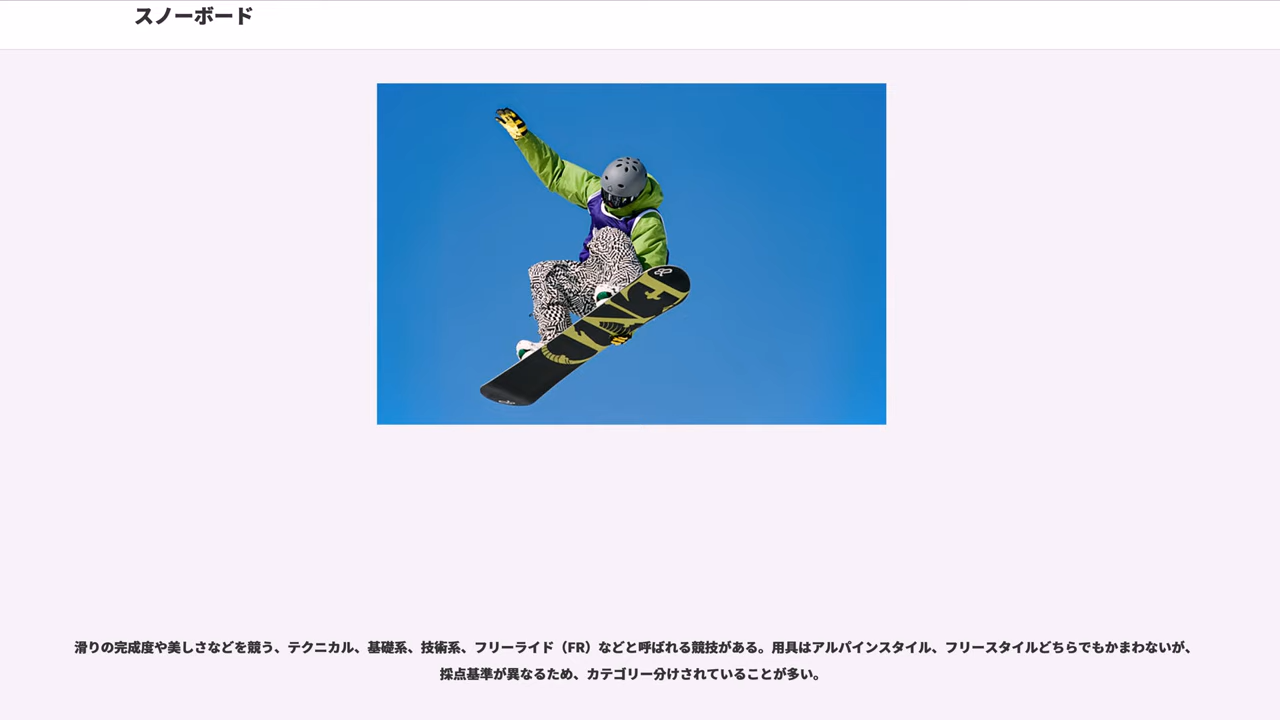 スノーボード
滑りの完成度や美しさなどを競う、テクニカル、基礎系、技術系、フリーライド（FR）などと呼ばれる競技がある。用具はアルパインスタイル、フリースタイルどちらでもかまわないが、
採点基準が異なるため、カテゴリー分けされていることが多い。